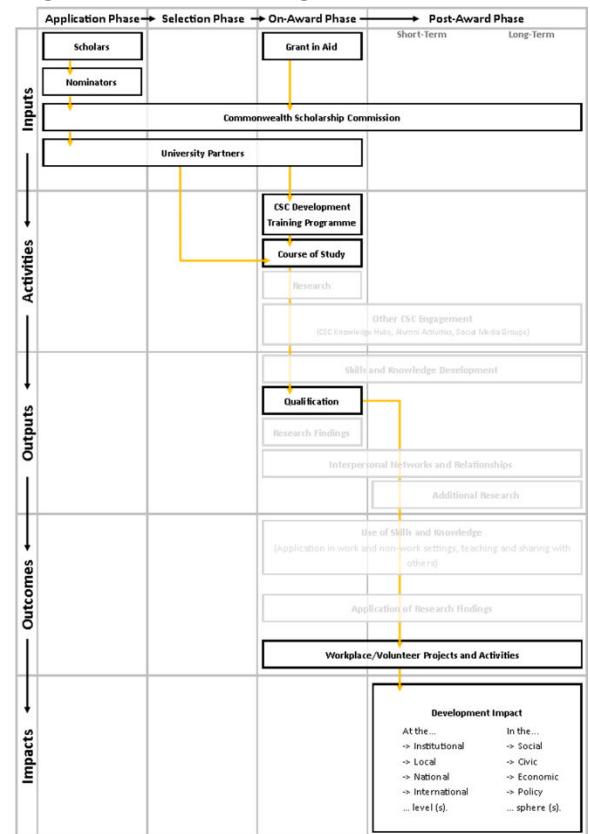 Application Phase → Selection Phase → On-Award Phase → Post-Award Phase
Short-Term
Long-Term
Inputs
Scholars
Grant in Aid
Nominators
Commonwealth Scholarship Commission
University Partners
Activities
CSC Development
Training Programme
Course of Study
Research
Other CSC Engagement
(CSC Knowledge Hubs, Alumni Activities, Social Media Groups)
Outputs
Skills and Knowledge Development
Qualification
Research Findings
Interpersonal Networks and Relationships
Additional Research
Outcomes
Use of Skills and Knowledge
(Application in work and non-work settings, teaching and sharing with
others)
Application of Research Findings
Workplace/Volunteer Projects and Activities
Impacts
Development Impact
At the...
-> Institutional
-> Local
-> National
-> International
... level (s).
In the...
-> Social
-> Civic
-> Economic
-> Policy
... sphere (s).